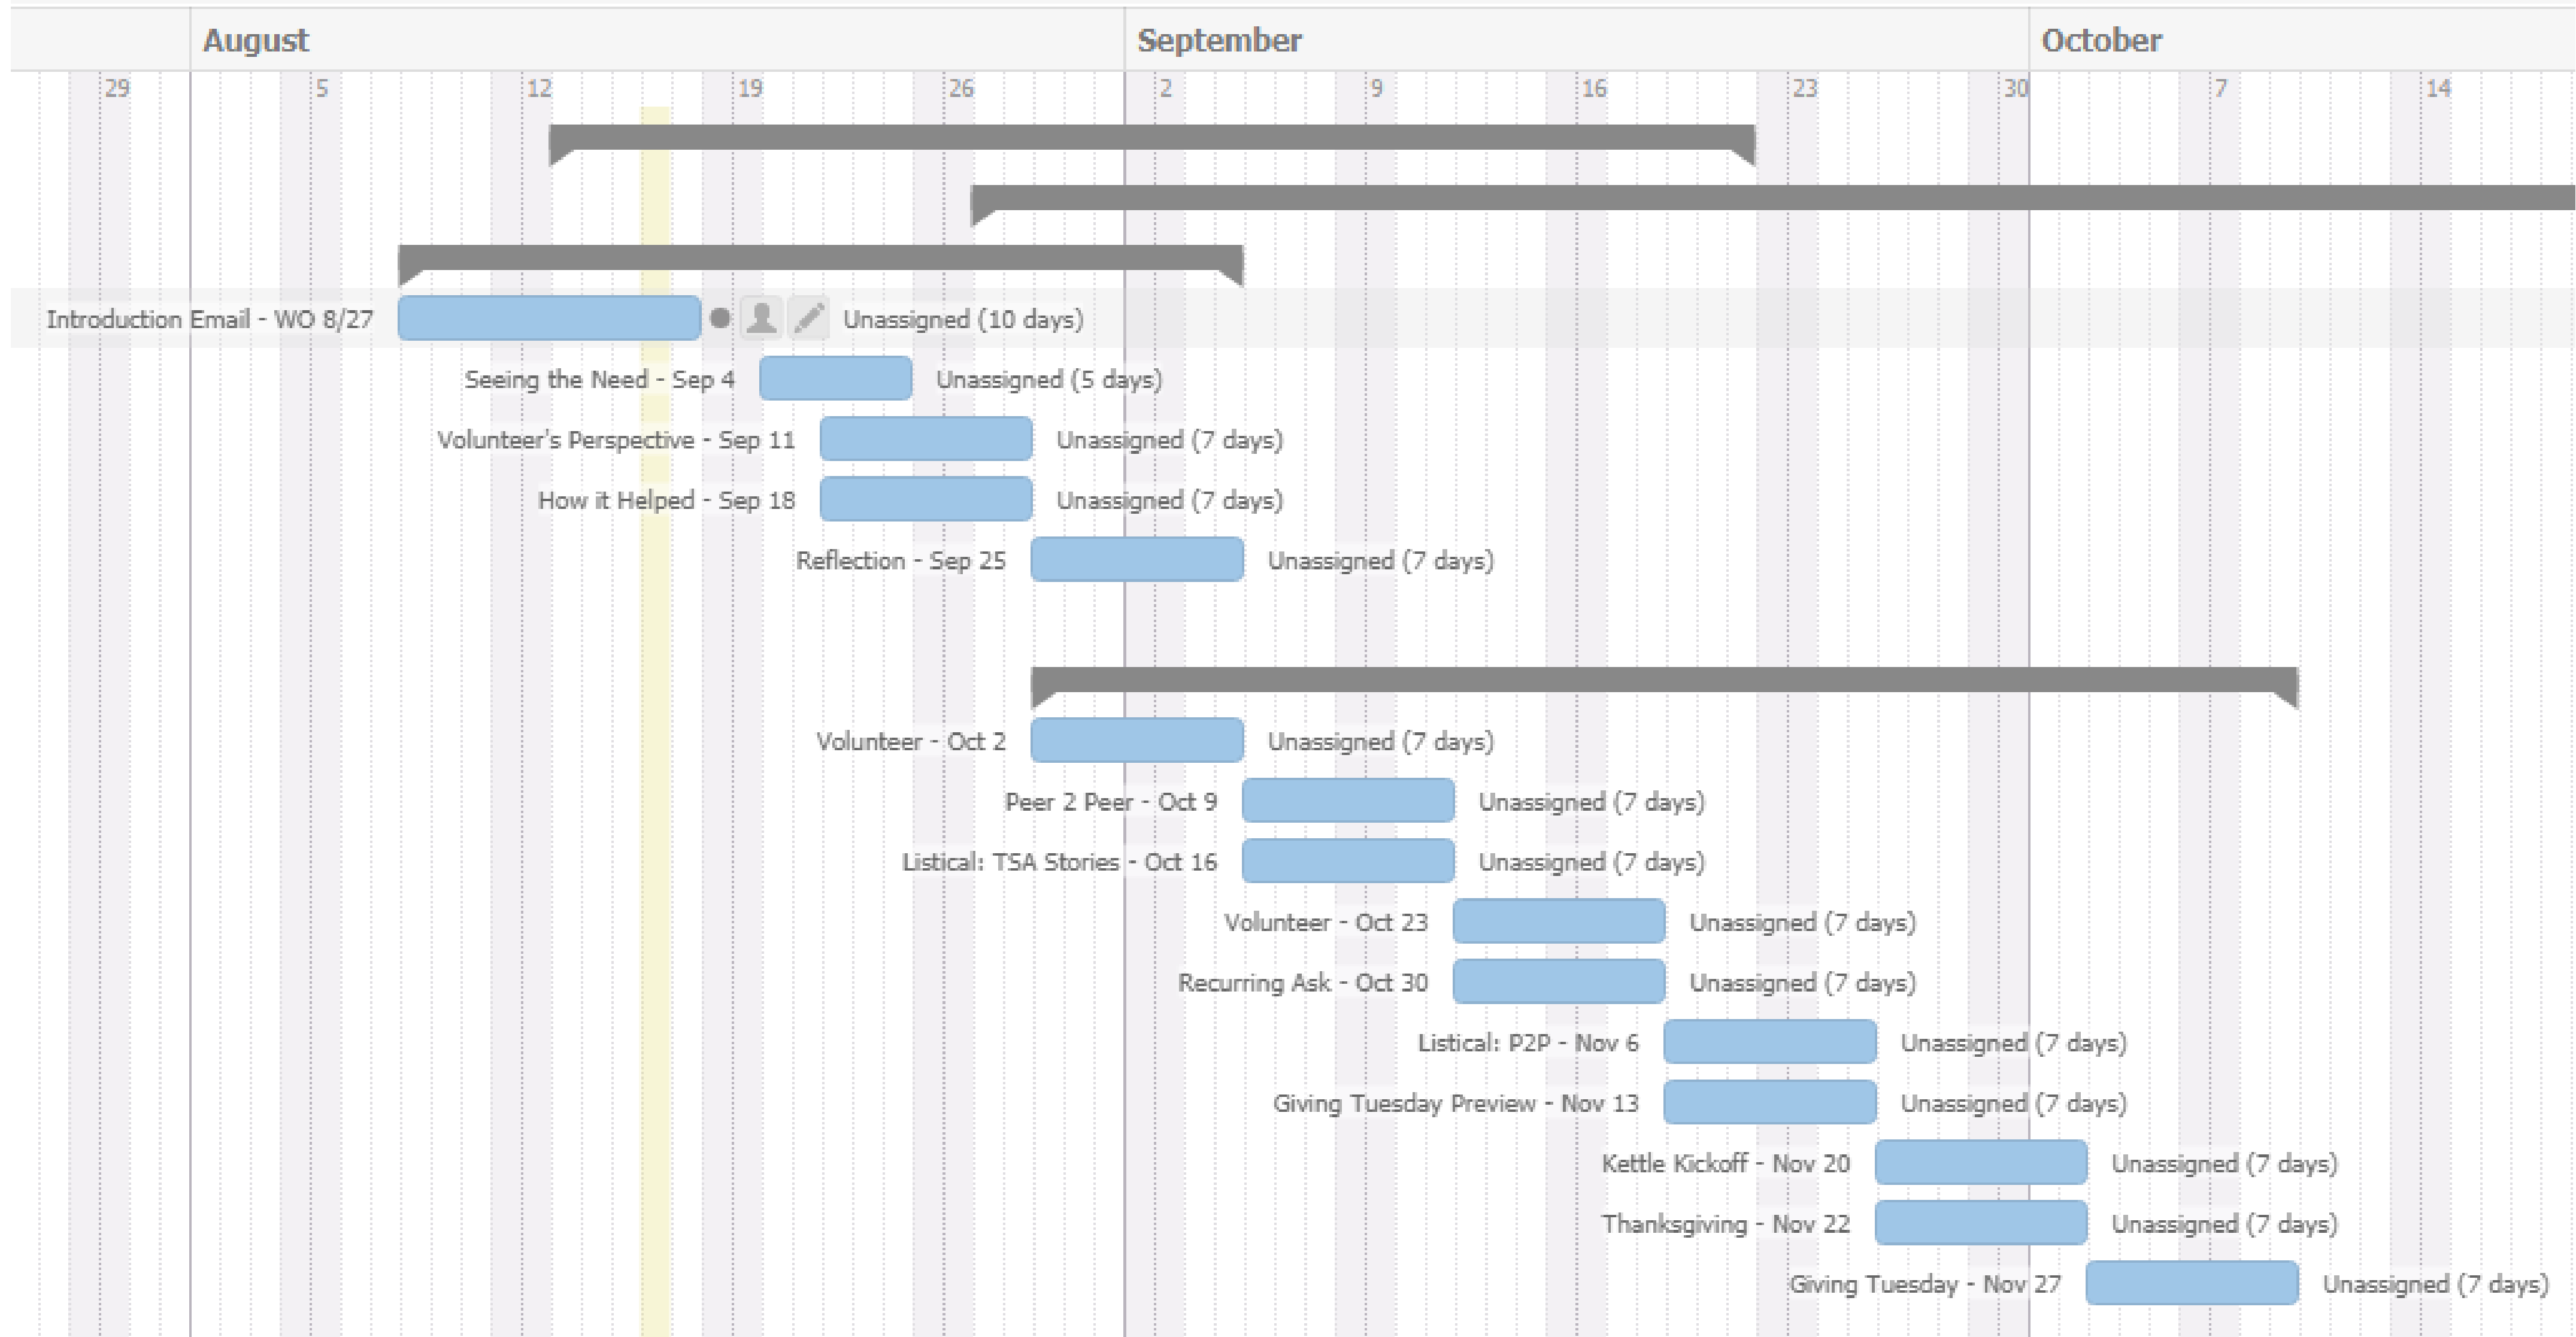 August September October
29 5 12 19 26 2 9 16 23 30 7 14
Introduction Email - WO 8/27 Unassigned (10 days)
Seeing the Need - Sep 4 Unassigned (5 days)
Volunteer's Perspective - Sep 11 Unassigned (7 days)
How it Helped - Sep 18 Unassigned (7 days)
Reflection - Sep 25 Unassigned (7 days)
Volunteer - Oct 2 Unassigned (7 days)
Peer 2 Peer - Oct 9 Unassigned (7 days)
Listical: TSA Stories - Oct 16 Unassigned (7 days)
Volunteer - Oct 23 Unassigned (7 days)
Recurring Ask - Oct 30 Unassigned (7 days)
Listical: P2P - Nov 6 Unassigned (7 days)
Giving Tuesday Preview - Nov 13 Unassigned (7 days)
Kettle Kickoff - Nov 20 Unassigned (7 days)
Thanksgiving - Nov 22 Unassigned (7 days)
Giving Tuesday - Nov 27 Unassigned (7 days)